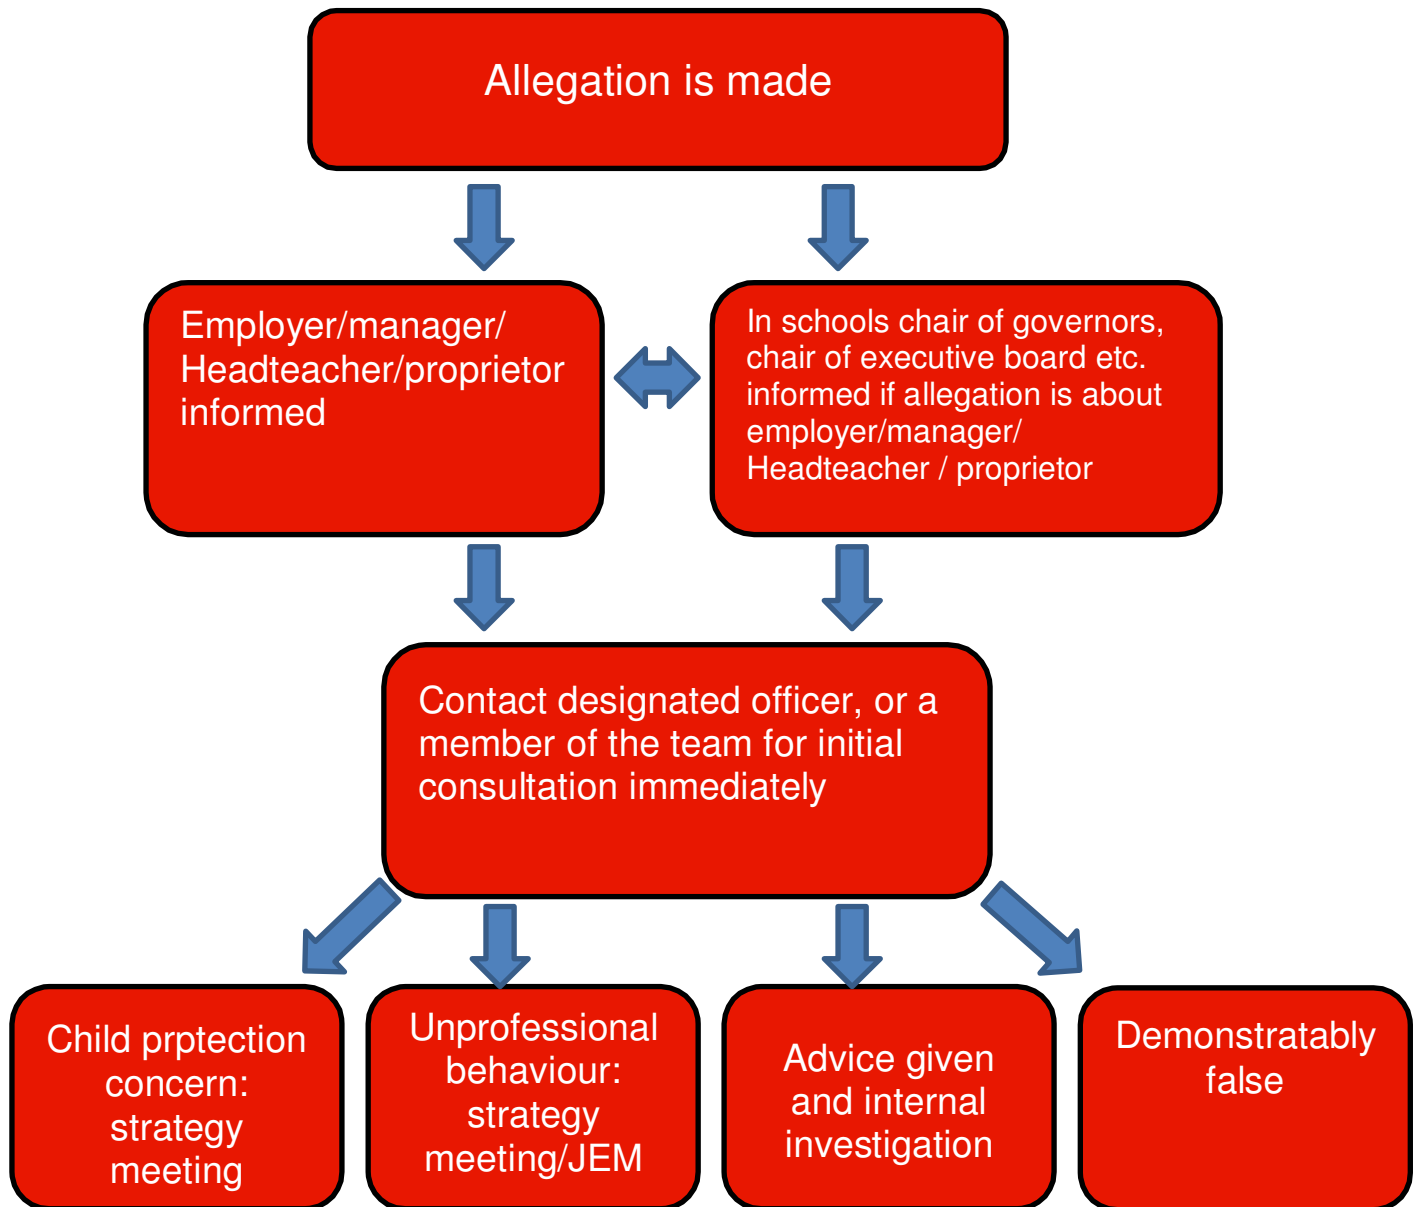 Allegation is made
Employer/manager/
Headteacher/proprietor
informed
In schools chair of governors,
chair of executive board etc.
informed if allegation is about
employer/manager/
Headteacher / proprietor
Contact designated officer, or a
member of the team for initial
consultation immediately
Child prptection
concern:
strategy
meeting
Unprofessional
behaviour:
strategy
meeting/JEM
Advice given
and internal
investigation
Demonstratably
false